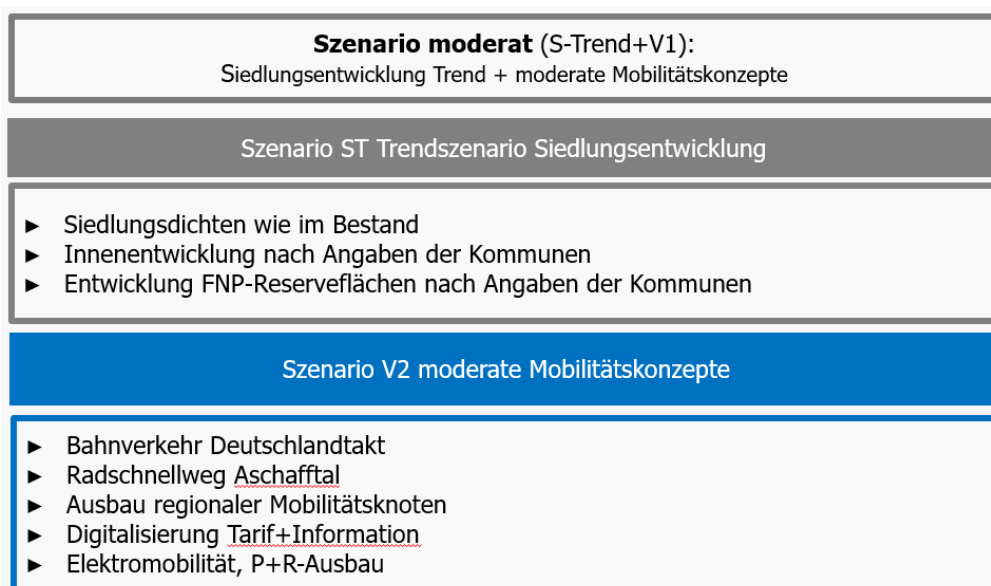 Szenario moderat (S-Trend+V1):
Siedlungsentwicklung Trend + moderate Mobilitätskonzepte
Szenario ST Trendszenario Siedlungsentwicklung
► Siedlungsdichten wie im Bestand
► Innenentwicklung nach Angaben der Kommunen
► Entwicklung FNP-Reserveflächen nach Angaben der Kommunen
Szenario V2 moderate Mobilitätskonzepte
► Bahnverkehr Deutschlandtakt
► Radschnellweg Aschafftal
► Ausbau regionaler Mobilitätsknoten
► Digitalisierung Tarif+Information
► Elektromobilität, P+R-Ausbau